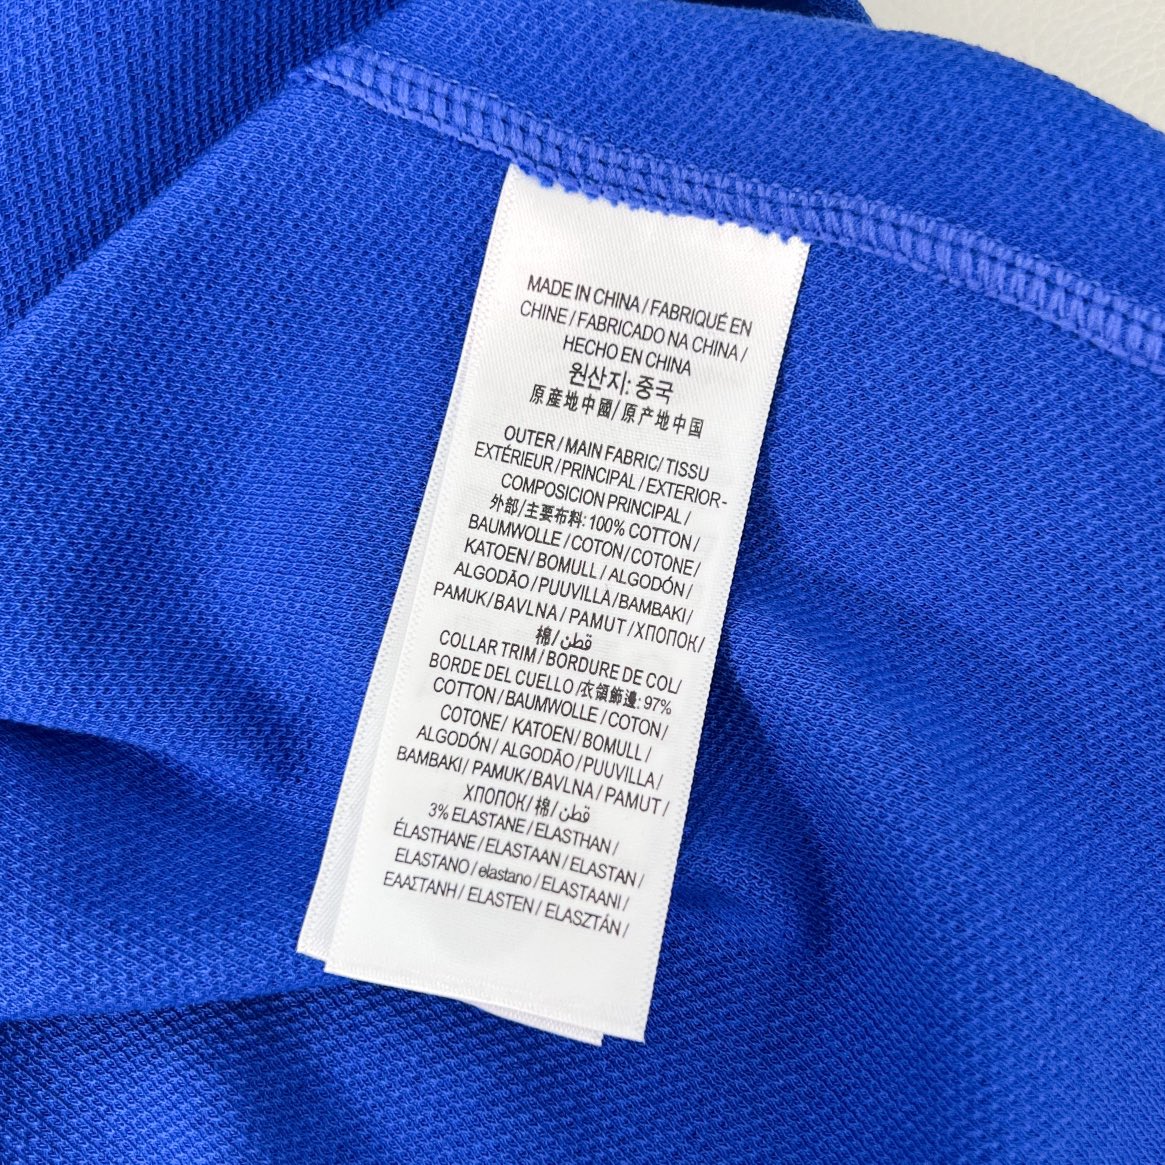 MADE IN CHINA / FABRIQUÉ EN
CHINE / FABRICADO NA CHINA /
HECHO EN CHINA
원산지: 중국
原產地中國/ 原产地中国
OUTER / MAIN FABRIC/ TISSU
EXTÉRIEUR / PRINCIPAL / EXTERIOR-
COMPOSICION PRINCIPAL /
外部/主要布料: 100% COTTON /
BAUMWOLLE / COTON/ COTONE/
KATOEN/ BOMULL / ALGODÓN /
ALGODÃO / PUUVILLA/BAMBAKI/
PAMUK/ BAVLNA / PAMUT /ХПОПОК/
棉/ قطن
COLLAR TRIM / BORDURE DE COL/
BORDE DEL CUELLO /衣領飾邊: 97%
COTTON / BAUMWOLLE / COTON/
COTONE/ KATOEN/ BOMULL /
ALGODÓN / ALGODÃO / PUUVILLA /
BAMBAKI/ PAMUK/ BAVLNA / PAMUT /
ХПОПОК/ 棉/ قطن
3% ELASTANE / ELASTHAN /
ÉLASTHANE / ELASTAAN / ELASTAN /
ELASTANO / elastano / ELASTAANI /
ΕΑΑΣΤΑΝΗ / ELASTEN / ELASZTÁN /